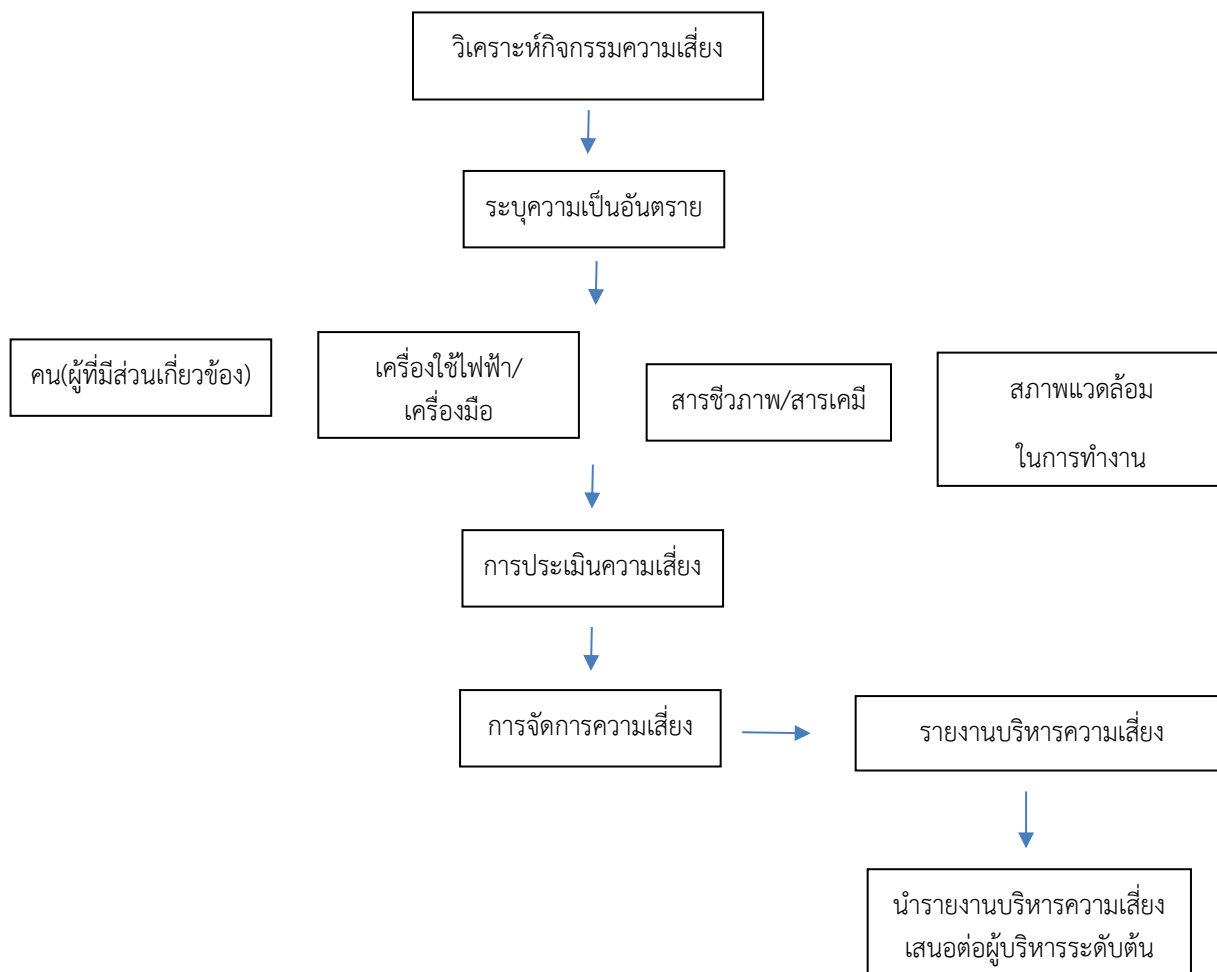 วิเคราะห์กิจกรรมความเสี่ยง
ระบุความเป็นอันตราย
คน(ผู้ที่มีส่วนเกี่ยวข้อง)
เครื่องใช้ไฟฟ้า/
เครื่องมือ
สารชีวภาพ/สารเคมี
สภาพแวดล้อม
ในการทำงาน
การประเมินความเสี่ยง
การจัดการความเสี่ยง
รายงานบริหารความเสี่ยง
นำรายงานบริหารความเสี่ยง
เสนอต่อผู้บริหารระดับต้น